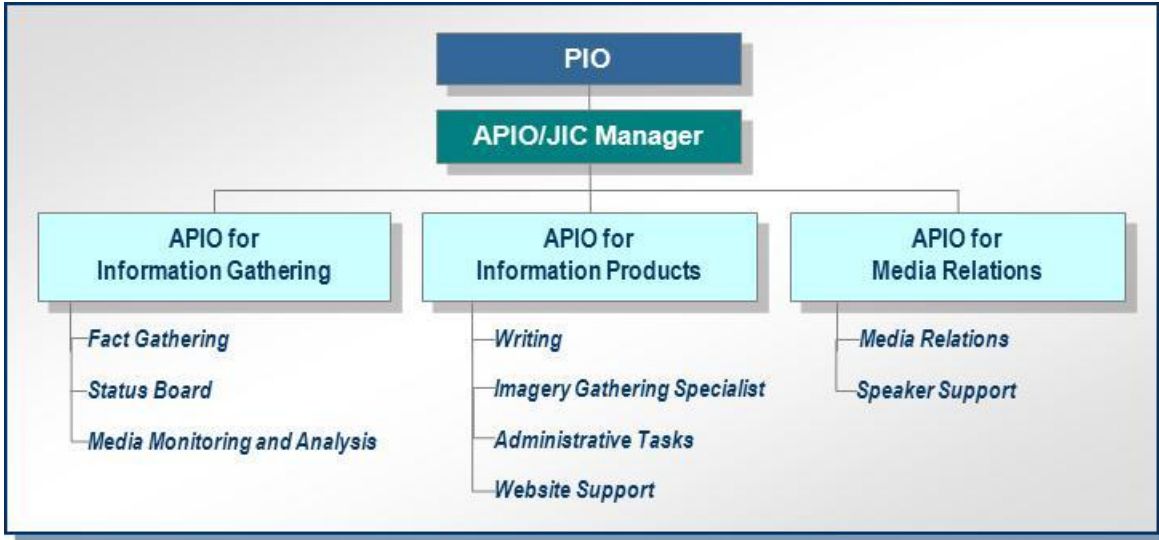 PIO
APIO/JIC Manager
APIO for
Information Gathering
Fact Gathering
Status Board
Media Monitoring and Analysis
APIO for
Information Products
Writing
Imagery Gathering Specialist
Administrative Tasks
Website Support
APIO for
Media Relations
Media Relations
Speaker Support